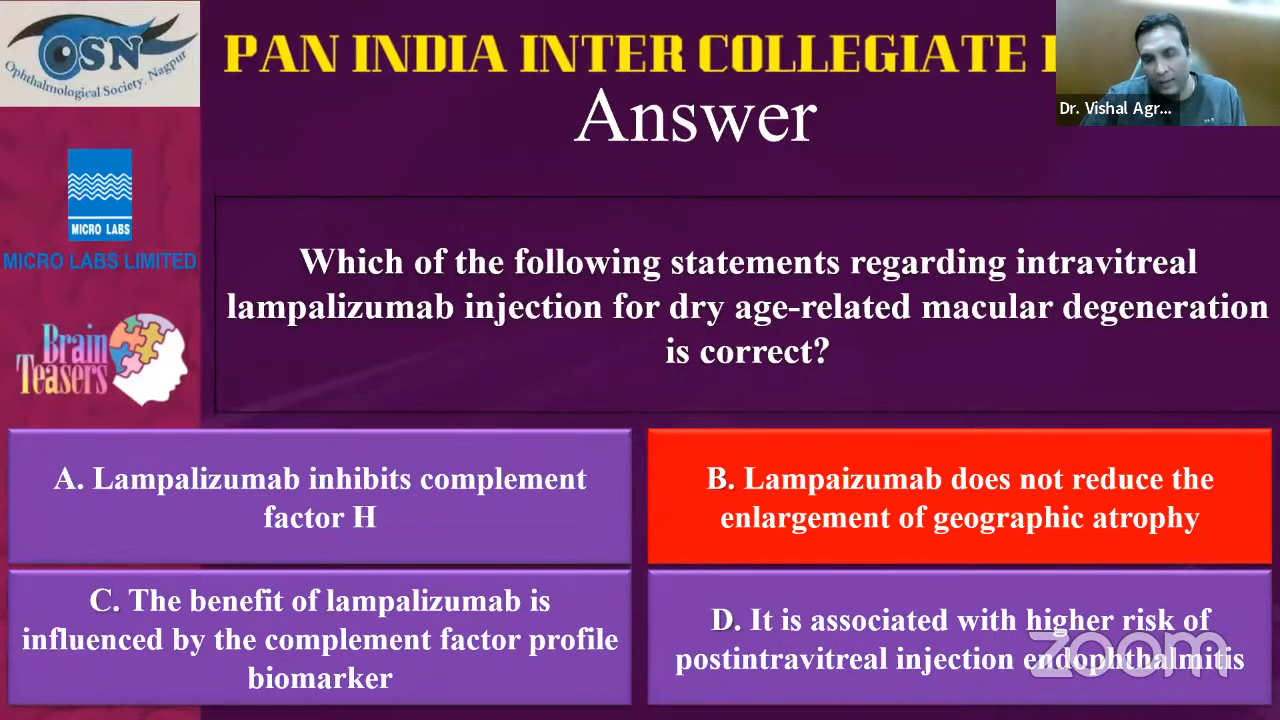 OSN
Ophthalmological Society, Nagpur
PAN INDIA INTER COLLEGIATE
Dr. Vishal Agr...
Answer
MICRO LABS
MICRO LABS LIMITED
Brain
Teasers
Which of the following statements regarding intravitreal
lampalizumab injection for dry age-related macular degeneration
is correct?
A. Lampalizumab inhibits complement
factor H
B. Lampaizumab does not reduce the
enlargement of geographic atrophy
C. The benefit of lampalizumab is
influenced by the complement factor profile
biomarker
D. It is associated with higher risk of
postintravitreal injection endophthalmitis
zoom